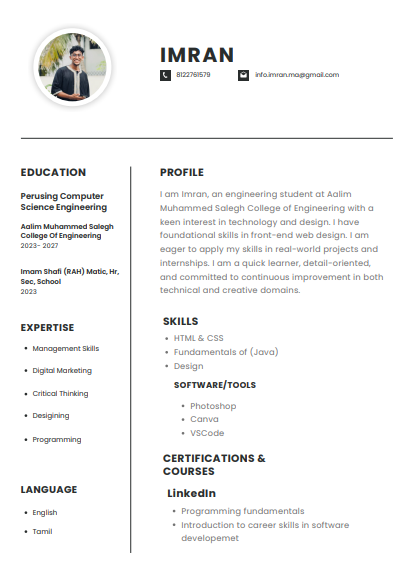 IMRAN
8122761579
info.imran.ma@gmail.com
EDUCATION
Perusing Computer
Science Engineering
Aalim Muhammed Salegh
College Of Engineering
2023- 2027
Imam Shafi (RAH) Matic, Hr,
Sec, School
2023
EXPERTISE
• Management Skills
• Digital Marketing
• Critical Thinking
• Desigining
• Programming
LANGUAGE
• English
• Tamil
PROFILE
I am Imran, an engineering student at Aalim
Muhammed Salegh College of Engineering with a
keen interest in technology and design. I have
foundational skills in front-end web design. I am
eager to apply my skills in real-world projects and
internships. I am a quick learner, detail-oriented,
and committed to continuous improvement in both
technical and creative domains.
SKILLS
• HTML & CSS
• Fundamentals of (Java)
• Design
SOFTWARE/TOOLS
• Photoshop
• Canva
• VSCode
CERTIFICATIONS &
COURSES
LinkedIn
• Programming fundamentals
• Introduction to career skills in software
developemet